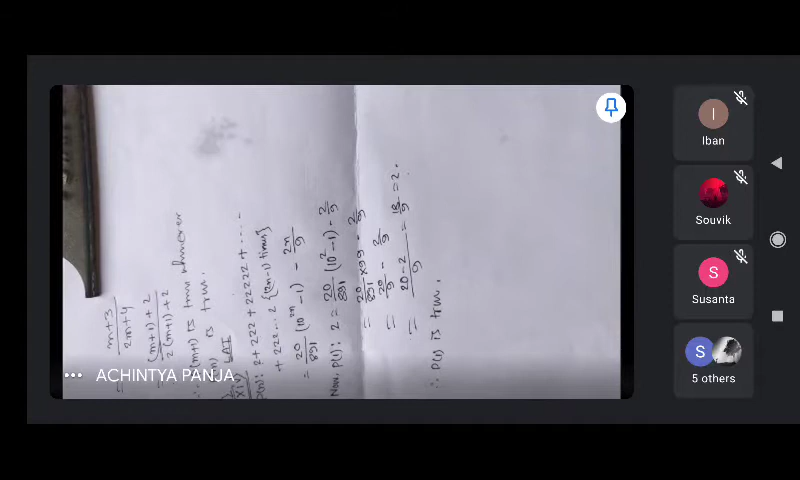 = m+3 / 2m+4
= (m+1)+2 / 2(m+1)+2
∴ P(m+1) is true whenever
is true.
P(n): 2+222+22222+....
+ 222...2 {(2n-1) times}
= 20/891 (10^2n -1) - 2n/9
Now, P(1): 2 = 20/891 (10^2 -1) - 2/9
= 20/891 ×99 - 2/9
= 20/9 - 2/9
= 20-2/9 = 18/9 = 2.
∴ P(1) is true.
ACHINTYA PANJA
I
Iban
Souvik
S
Susanta
S
5 others